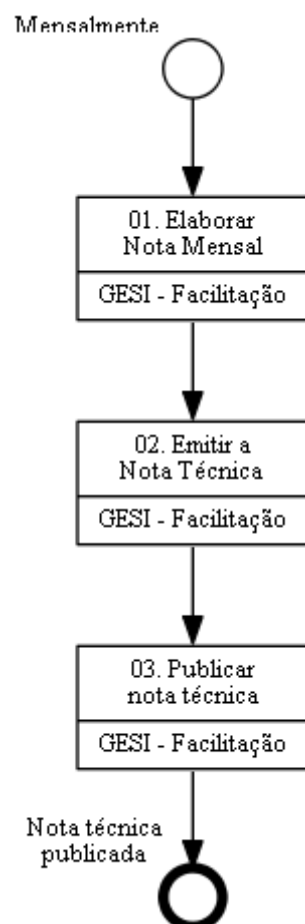 Mensalmente
01. Elaborar
Nota Mensal
GESI - Facilitação
02. Emitir a
Nota Técnica
GESI - Facilitação
03. Publicar
nota técnica
GESI - Facilitação
Nota técnica
publicada